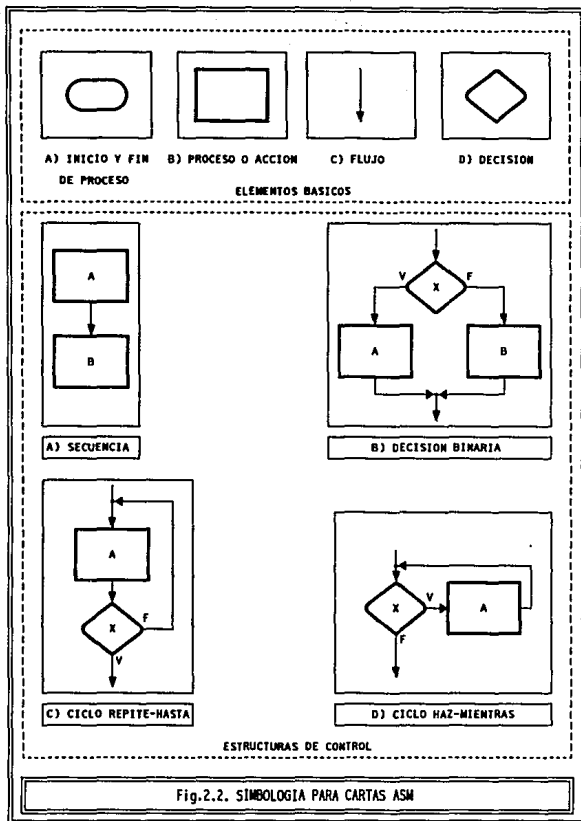 A) INICIO Y FIN
DE PROCESO
B) PROCESO O ACCION
C) FLUJO
D) DECISION
ELEMENTOS BASICOS
A
B
A) SECUENCIA
X
V
F
A
B
B) DECISION BINARIA
A
X
F
V
C) CICLO REPITE-HASTA
X
V
F
A
D) CICLO HAZ-MIENTRAS
ESTRUCTURAS DE CONTROL
Fig.2.2. SIMBOLOGIA PARA CARTAS ASM